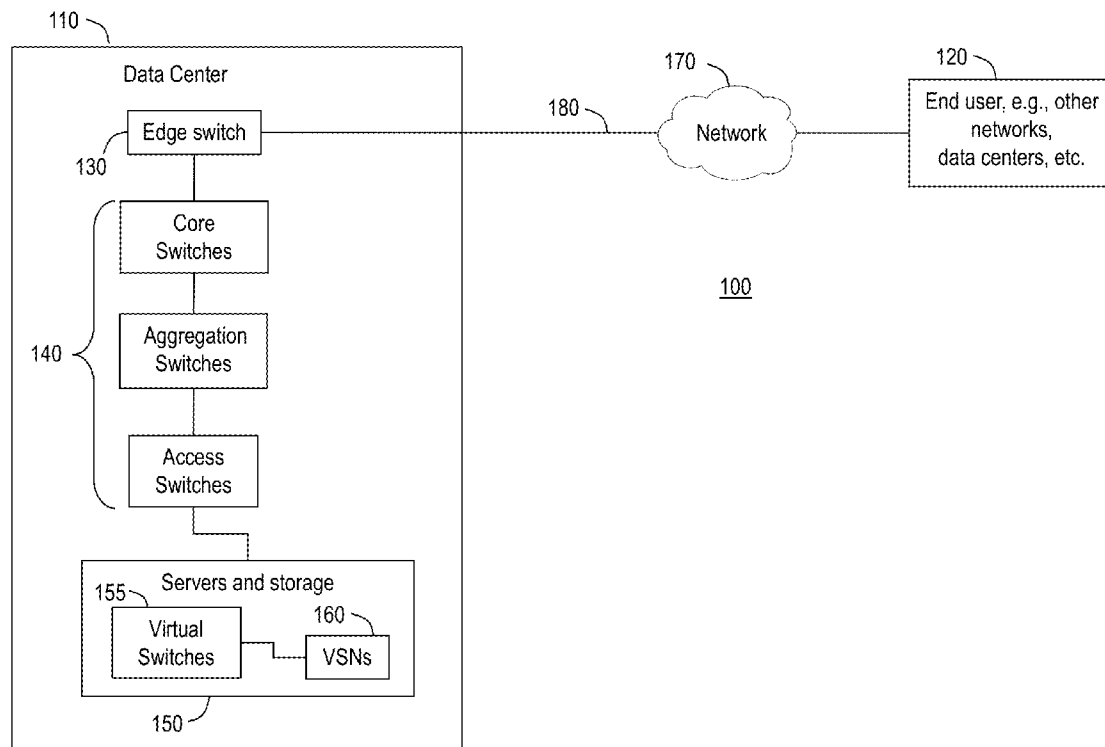 110
Data Center
170
120
180
Edge switch
Network
End user, e.g., other
networks,
data centers, etc.
130
Core
Switches
100
140
Aggregation
Switches
Access
Switches
Servers and storage
155
160
Virtual
Switches
VSNs
150